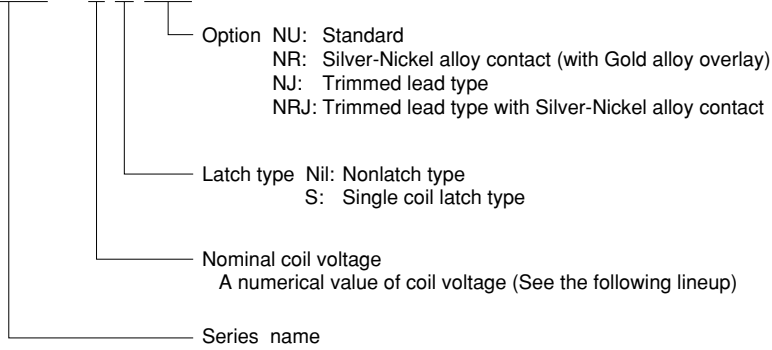 Option NU: Standard
NR: Silver-Nickel alloy contact (with Gold alloy overlay)
NJ: Trimmed lead type
NRJ: Trimmed lead type with Silver-Nickel alloy contact
Latch type Nil: Nonlatch type
S: Single coil latch type
Nominal coil voltage
A numerical value of coil voltage (See the following lineup)
Series name